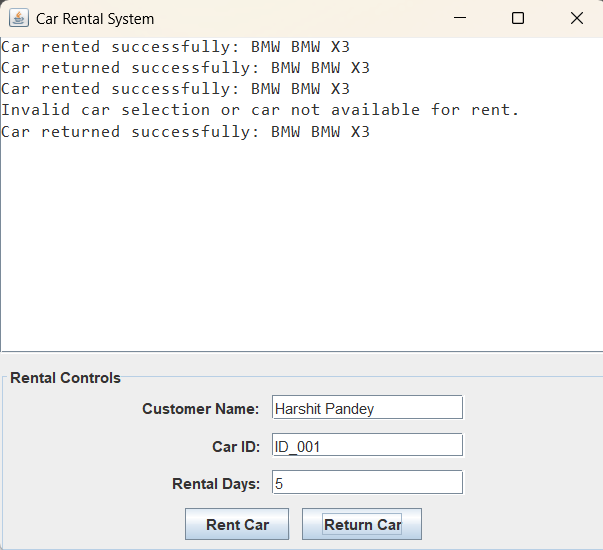 Car Rental System
Car rented successfully: BMW BMW X3
Car returned successfully: BMW BMW X3
Car rented successfully: BMW BMW X3
Invalid car selection or car not available for rent.
Car returned successfully: BMW BMW X3
Rental Controls
Customer Name: Harshit Pandey
Car ID: ID_001
Rental Days: 5
Rent Car Return Car